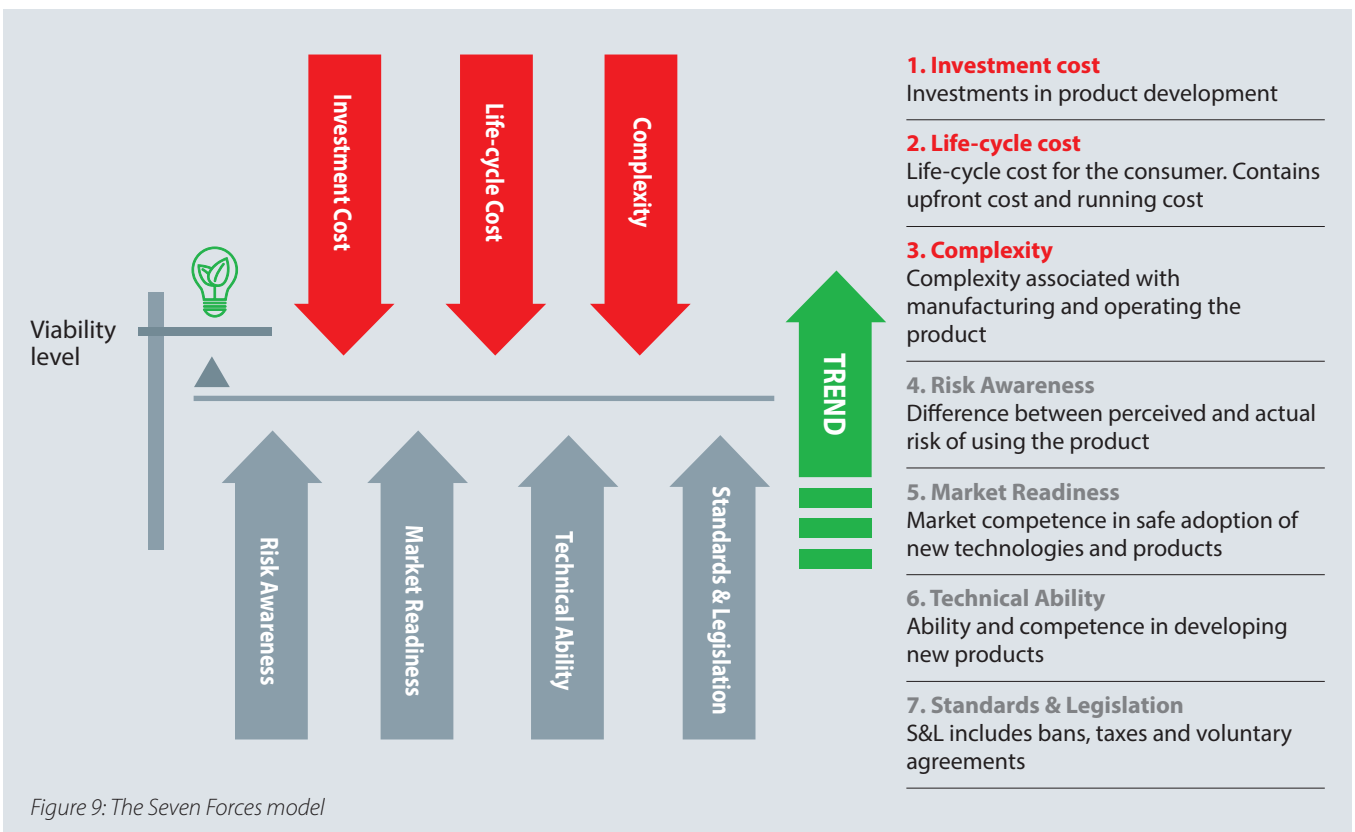 Investment Cost
Life-cycle Cost
Complexity
Viability
level
TREND
Risk Awareness
Market Readiness
Technical Ability
Standards & Legislation
1. Investment cost
Investments in product development
2. Life-cycle cost
Life-cycle cost for the consumer. Contains
upfront cost and running cost
3. Complexity
Complexity associated with
manufacturing and operating the
product
4. Risk Awareness
Difference between perceived and actual
risk of using the product
5. Market Readiness
Market competence in safe adoption of
new technologies and products
6. Technical Ability
Ability and competence in developing
new products
7. Standards & Legislation
S&L includes bans, taxes and voluntary
agreements
Figure 9: The Seven Forces model